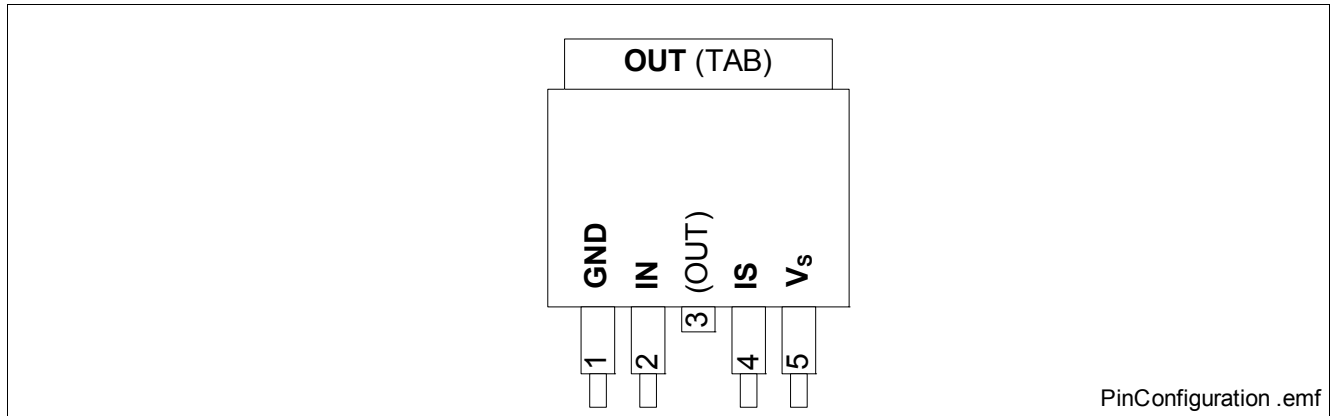 OUT (TAB)
GND
IN
(OUT)
IS
Vs
1
2
3
4
5
PinConfiguration .emf